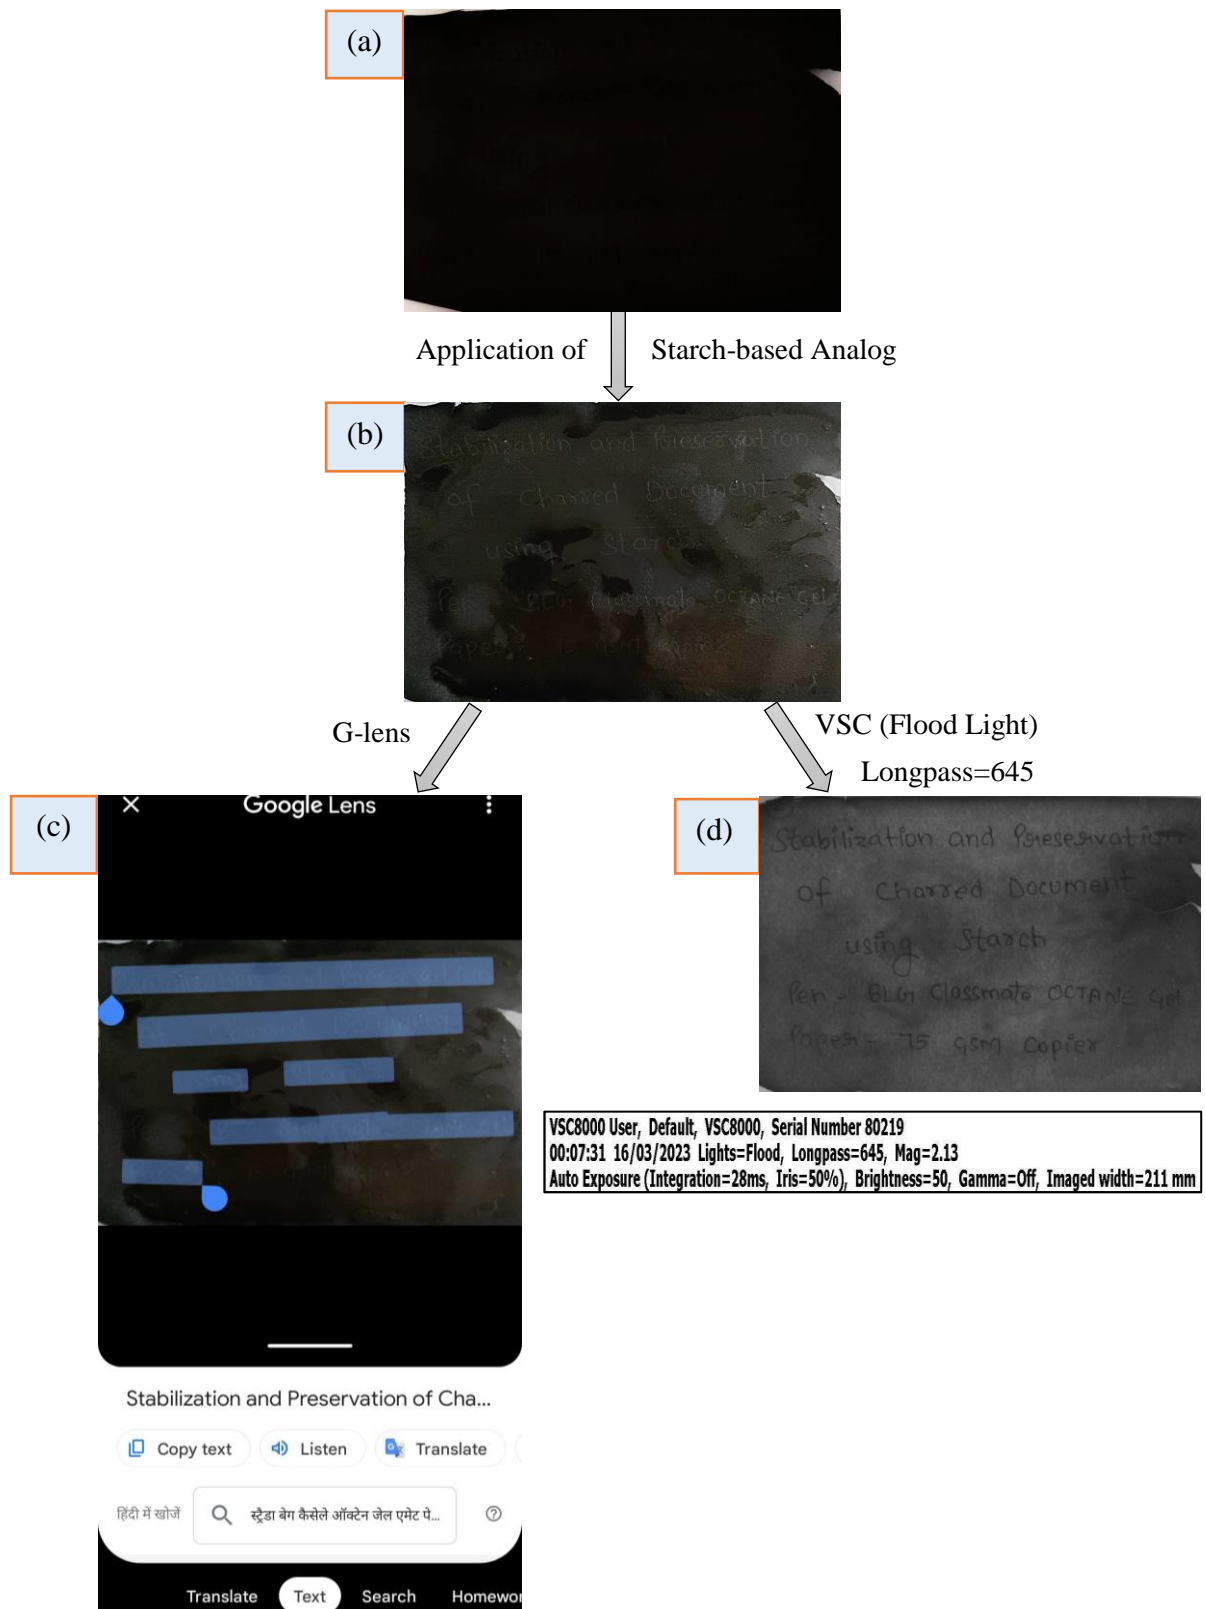 (a)
Application of Starch-based Analog
(b)
Stabilization and Preservation
of Charred Document
using Starch
Pen - BLG Classmate OCTANE Gel
Paper - 75 GSM Copier
G-lens
VSC (Flood Light)
Longpass=645
(c)
Google Lens
Stabilization and Preservation of Cha...
Copy text
Listen
Translate
हिंदी में खोजें
स्ट्रैडा बेग कैसेले ऑक्टेन जेल एमेट पे...
Translate Text Search Homewor
(d)
Stabilization and Preservation
of Charred Document
using Starch
Pen - BLG Classmate OCTANE Gel
Paper - 75 GSM Copier
VSC8000 User, Default, VSC8000, Serial Number 80219
00:07:31 16/03/2023 Lights=Flood, Longpass=645, Mag=2.13
Auto Exposure (Integration=28ms, Iris=50%), Brightness=50, Gamma=Off, Imaged width=211 mm